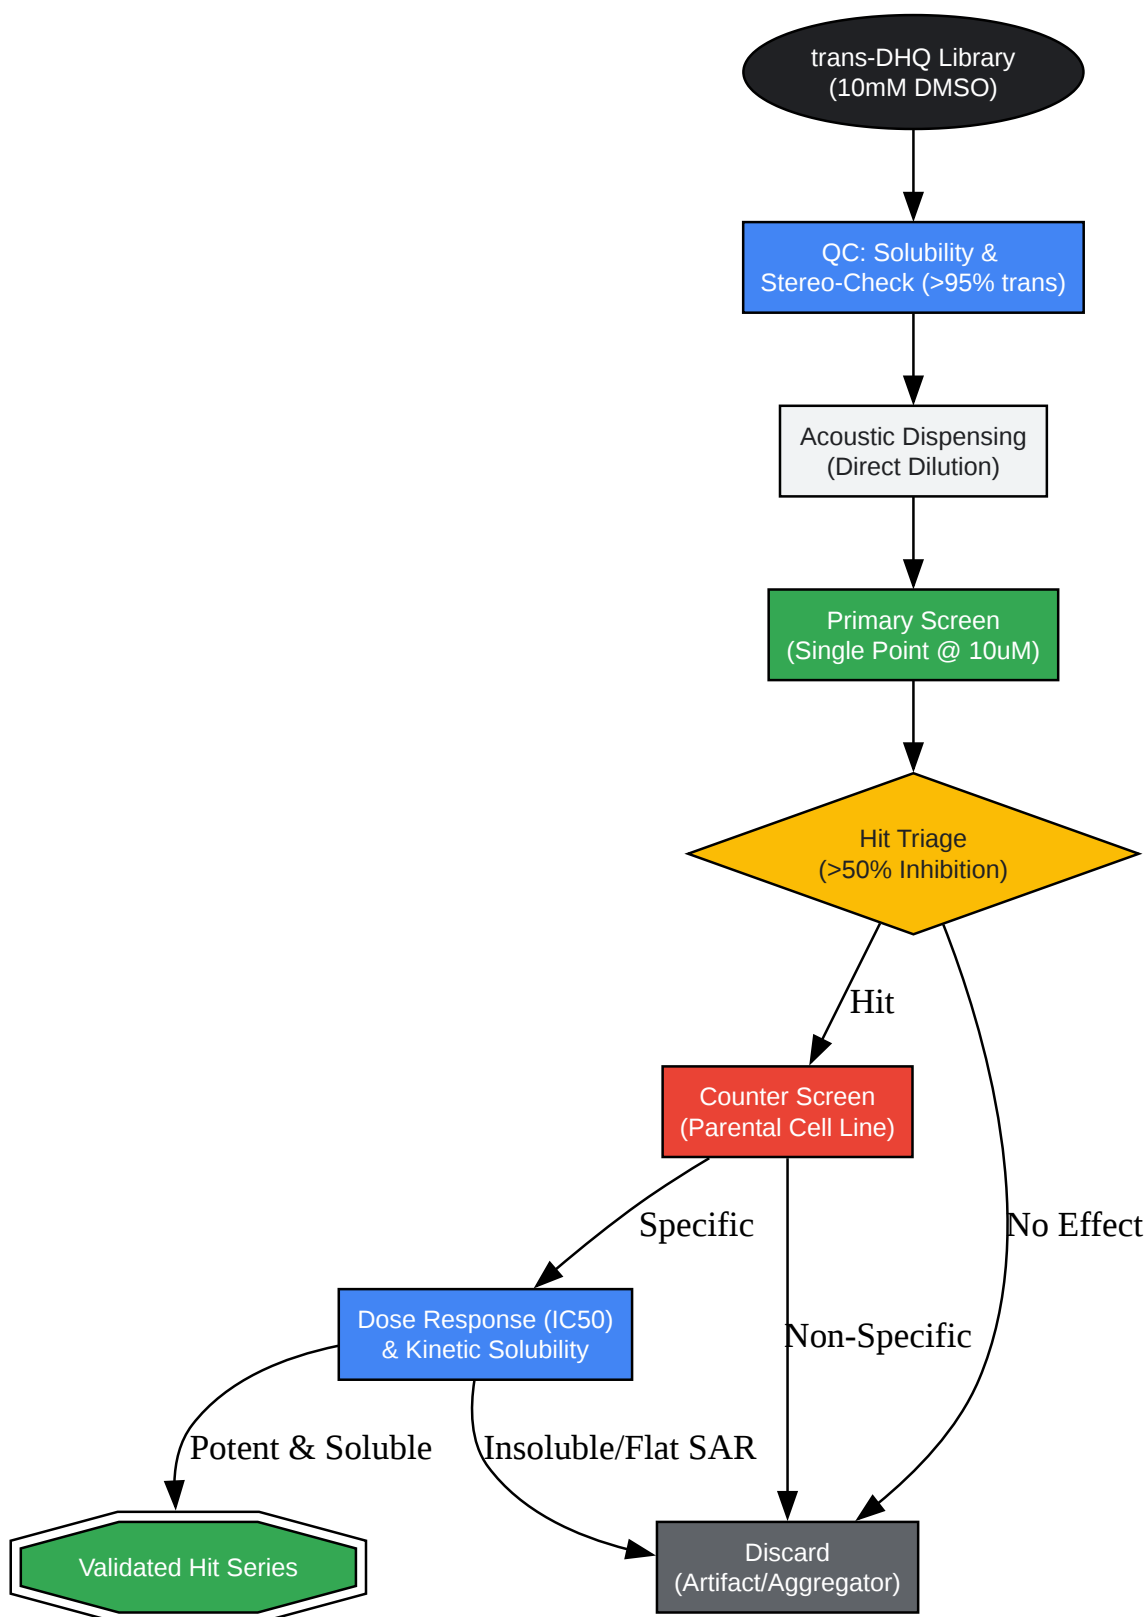 trans-DHQ Library
(10mM DMSO)
QC: Solubility &
Stereo-Check (>95% trans)
Acoustic Dispensing
(Direct Dilution)
Primary Screen
(Single Point @ 10uM)
Hit Triage
(>50% Inhibition)
Hit
Counter Screen
(Parental Cell Line)
Specific
No Effect
Dose Response (IC50)
& Kinetic Solubility
Non-Specific
Potent & Soluble
Insoluble/Flat SAR
Validated Hit Series
Discard
(Artifact/Aggregator)